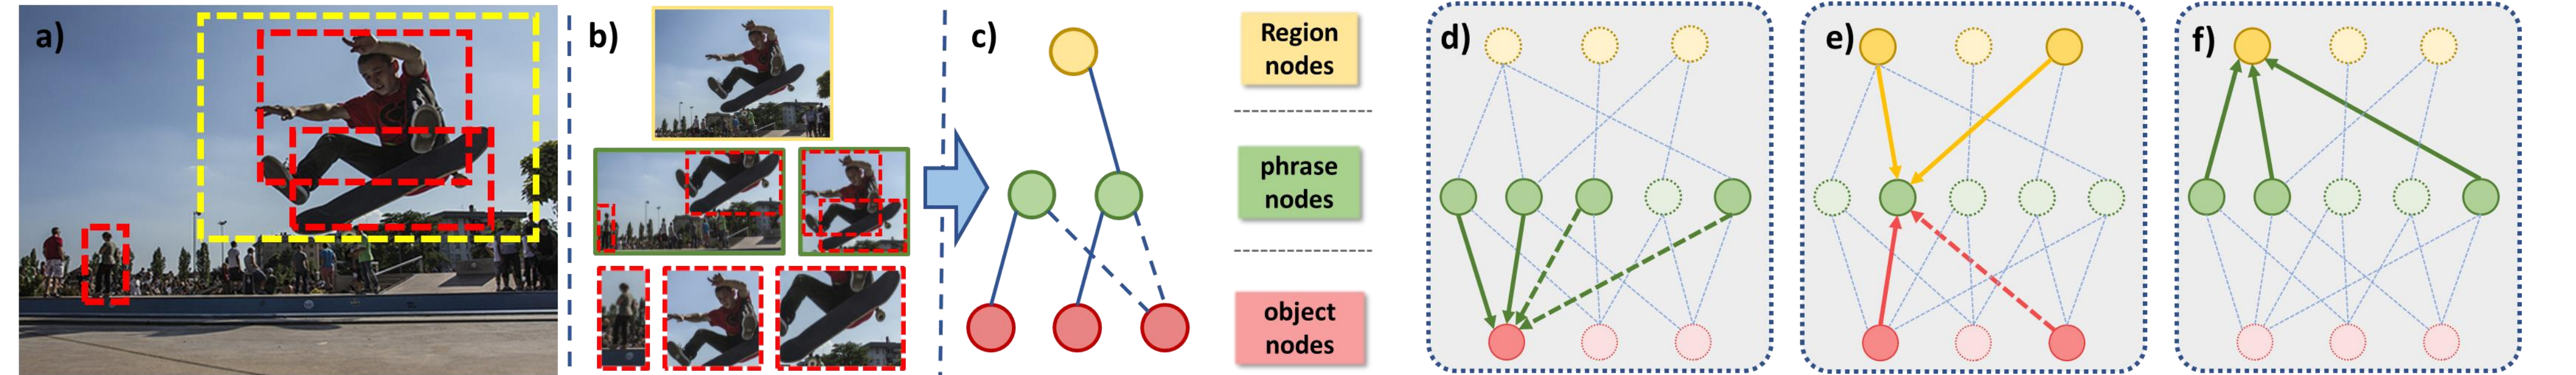 a)
b)
c)
Region
nodes
phrase
nodes
object
nodes
d)
e)
f)